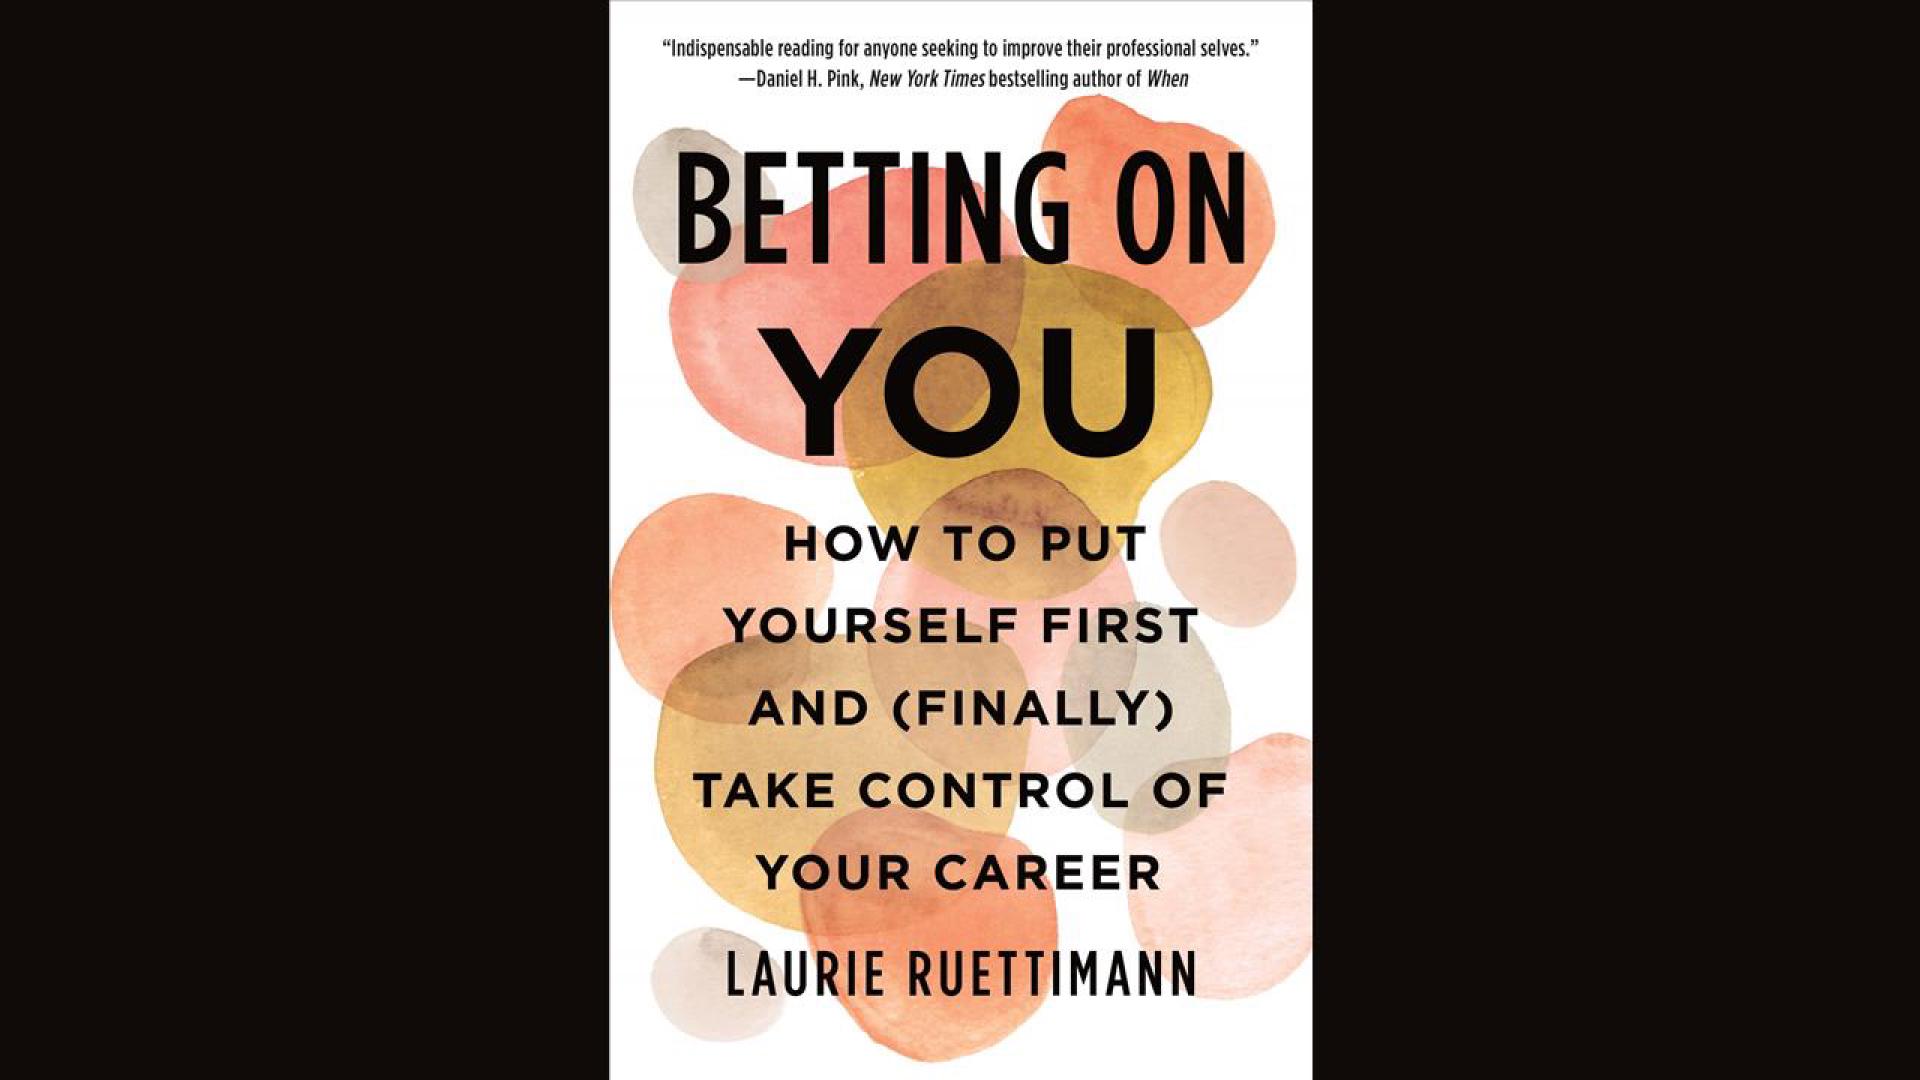 “Indispensable reading for anyone seeking to improve their professional selves.”
—Daniel H. Pink, New York Times bestselling author of When
BETTING ON
YOU
HOW TO PUT
YOURSELF FIRST
AND (FINALLY)
TAKE CONTROL OF
YOUR CAREER
LAURIE RUETTIMANN